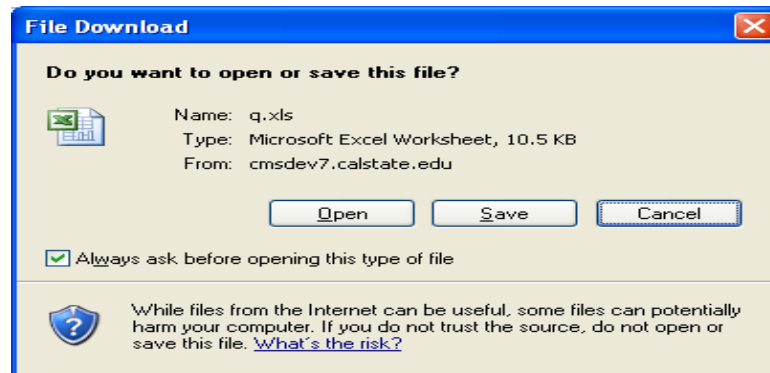 File Download
Do you want to open or save this file?
Name: q.xls
Type: Microsoft Excel Worksheet, 10.5 KB
From: cmsdev7.calstate.edu
Open Save Cancel
Always ask before opening this type of file
While files from the Internet can be useful, some files can potentially
harm your computer. If you do not trust the source, do not open or
save this file. What's the risk?